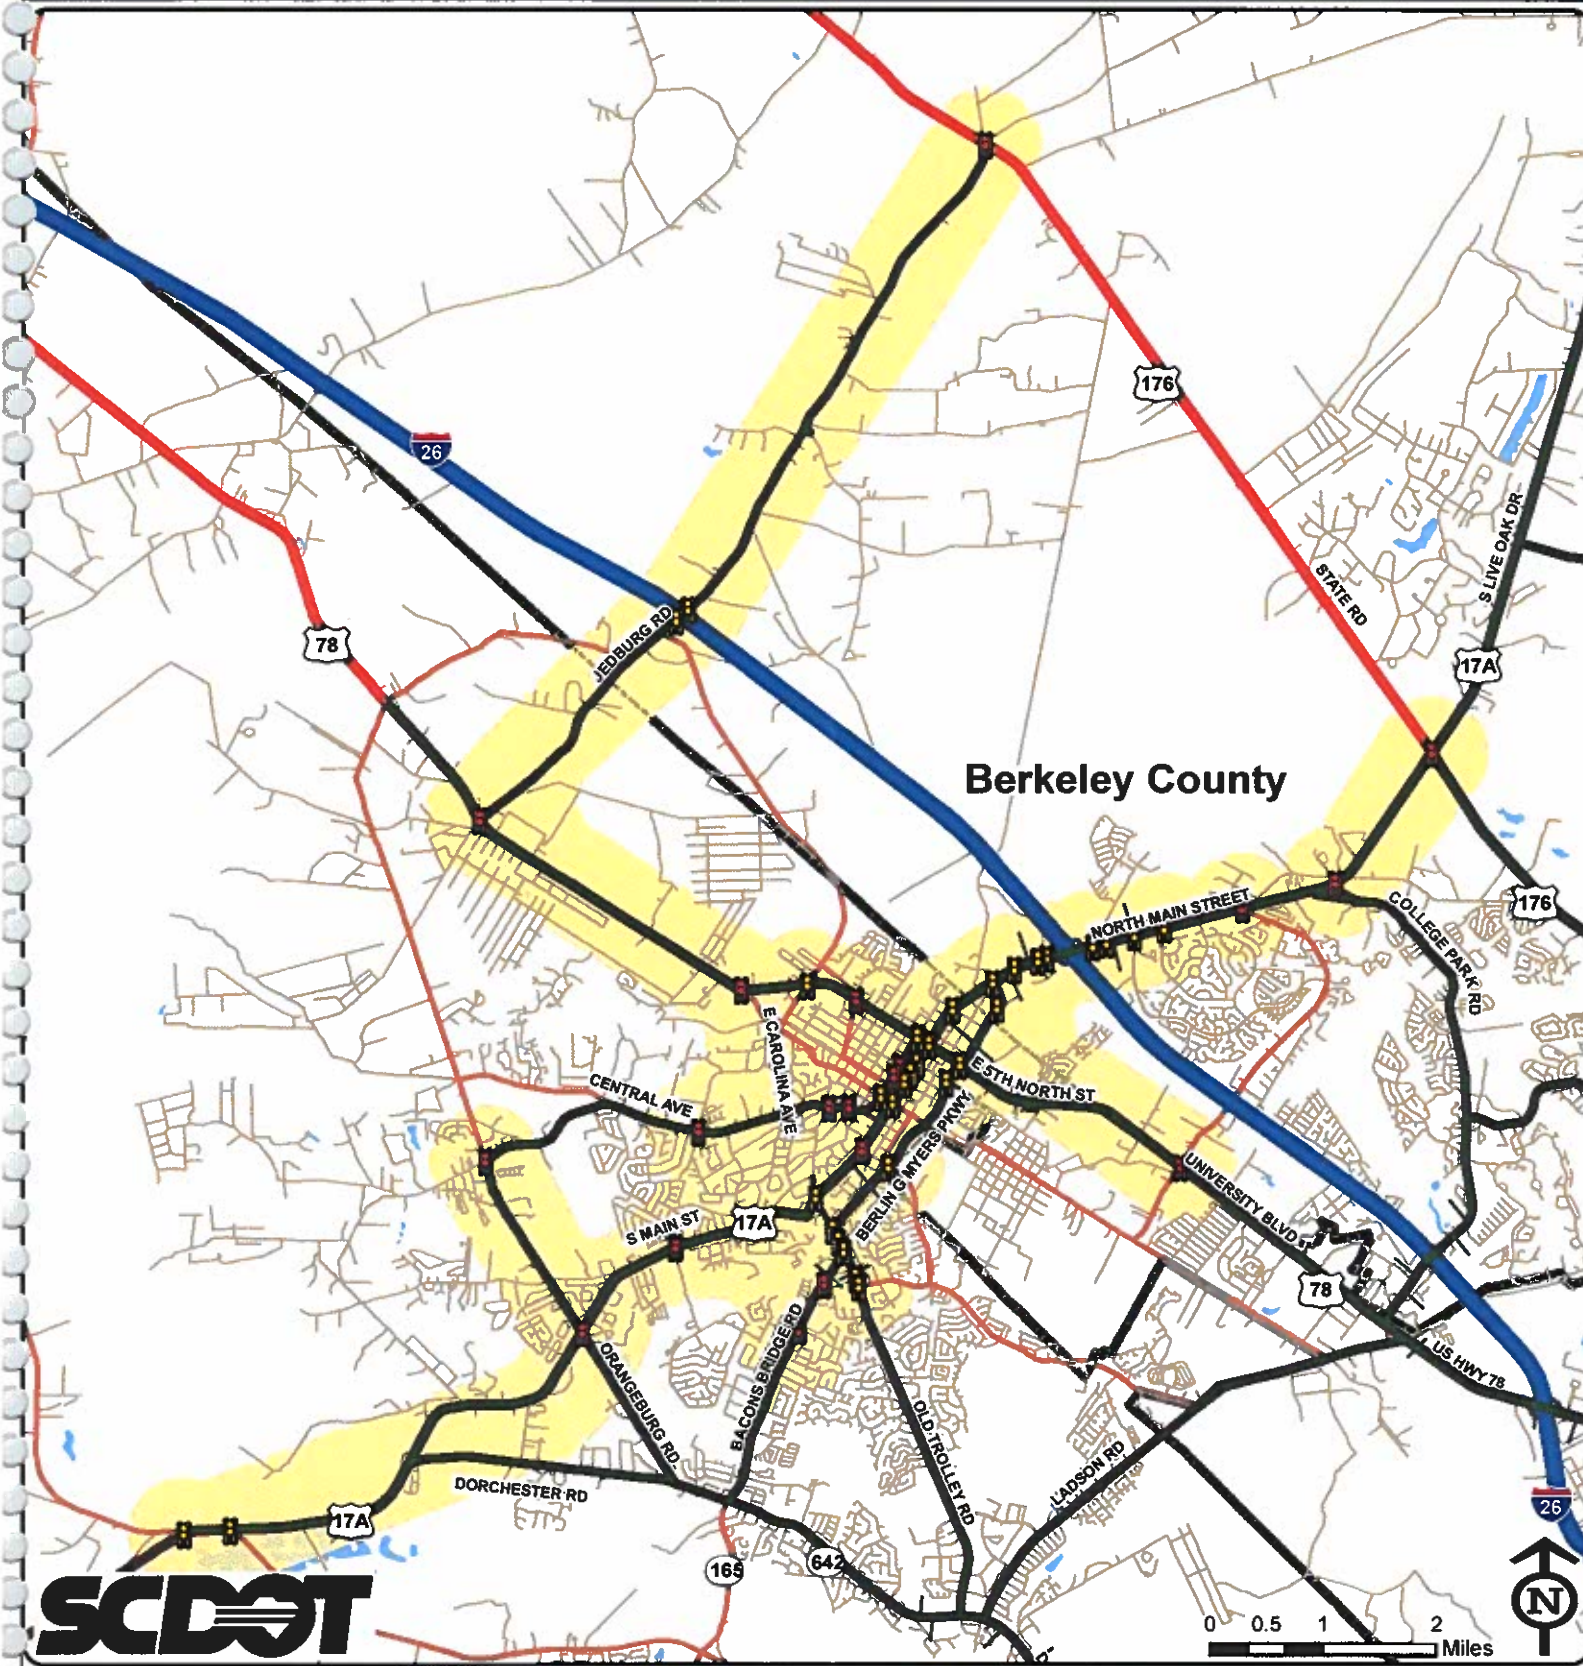 176
26
STATE RD
S LIVE OAK DR
JEDBURG RD
78
17A
Berkeley County
NORTH MAIN STREET
176
COLLEGE PARK RD
E CAROLINA AVE
E 5TH NORTH ST
CENTRAL AVE
BERLIN G MYERS PKWY
UNIVERSITY BLVD
S MAIN ST
17A
78
BACONS BRIDGE RD
ORANGEBURG RD
US HWY 78
OLD TROLLEY RD
LADSON RD
DORCHESTER RD
17A
26
165
642
SCDOT
N
0 0.5 1 2
Miles